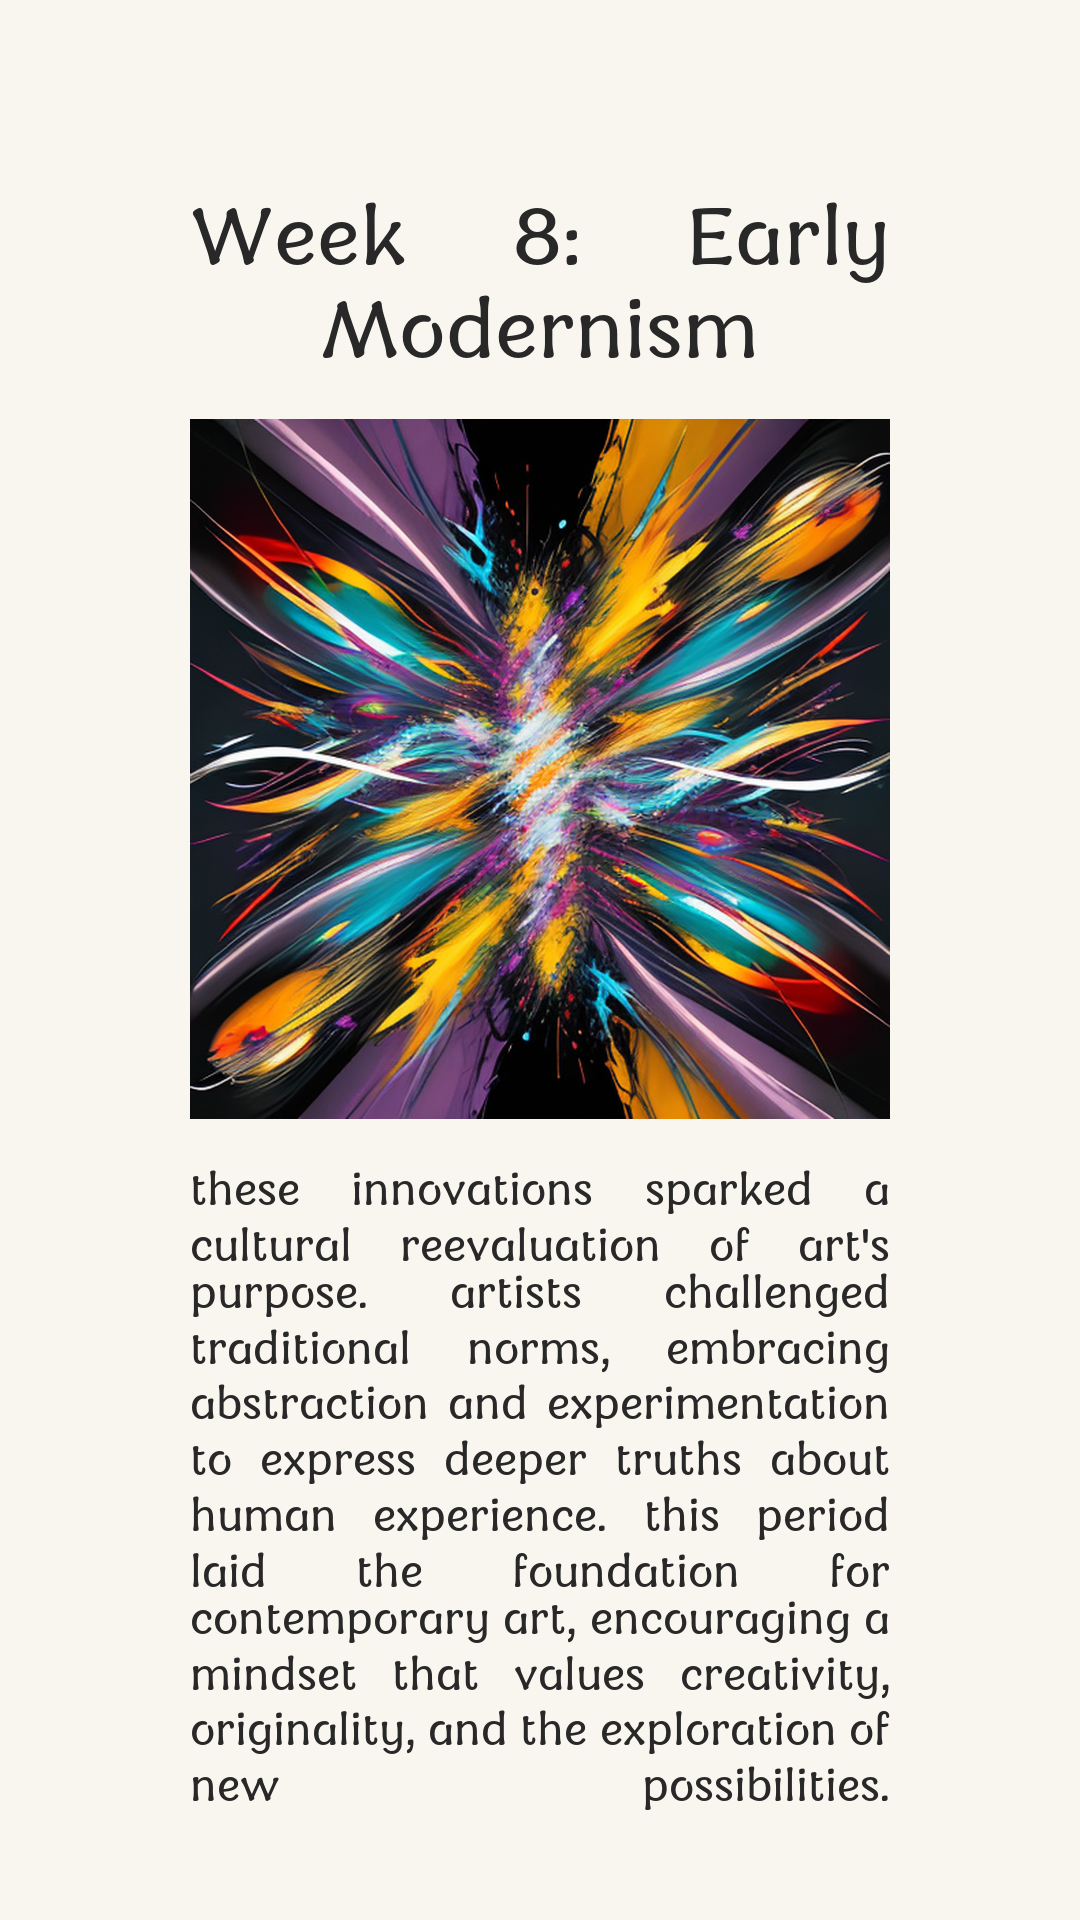 Week 8: Early
Modernism
these innovations sparked a
cultural reevaluation of art's
purpose. artists challenged
traditional norms, embracing
abstraction and experimentation
to express deeper truths about
human experience. this period
laid the foundation for
contemporary art, encouraging a
mindset that values creativity,
originality, and the exploration of
new possibilities.